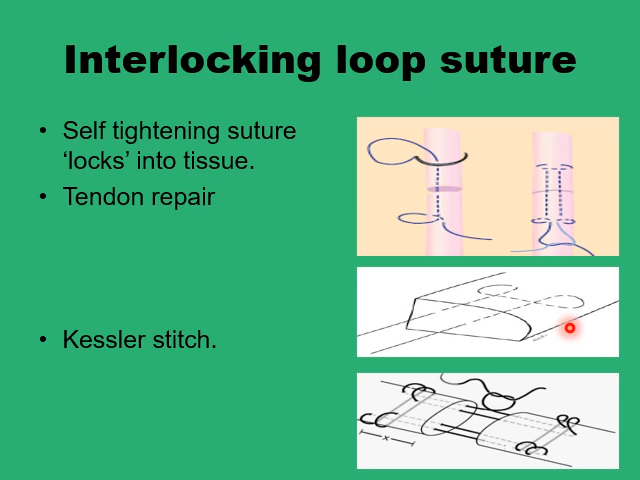 Interlocking loop suture
• Self tightening suture
‘locks’ into tissue.
• Tendon repair
• Kessler stitch.
x